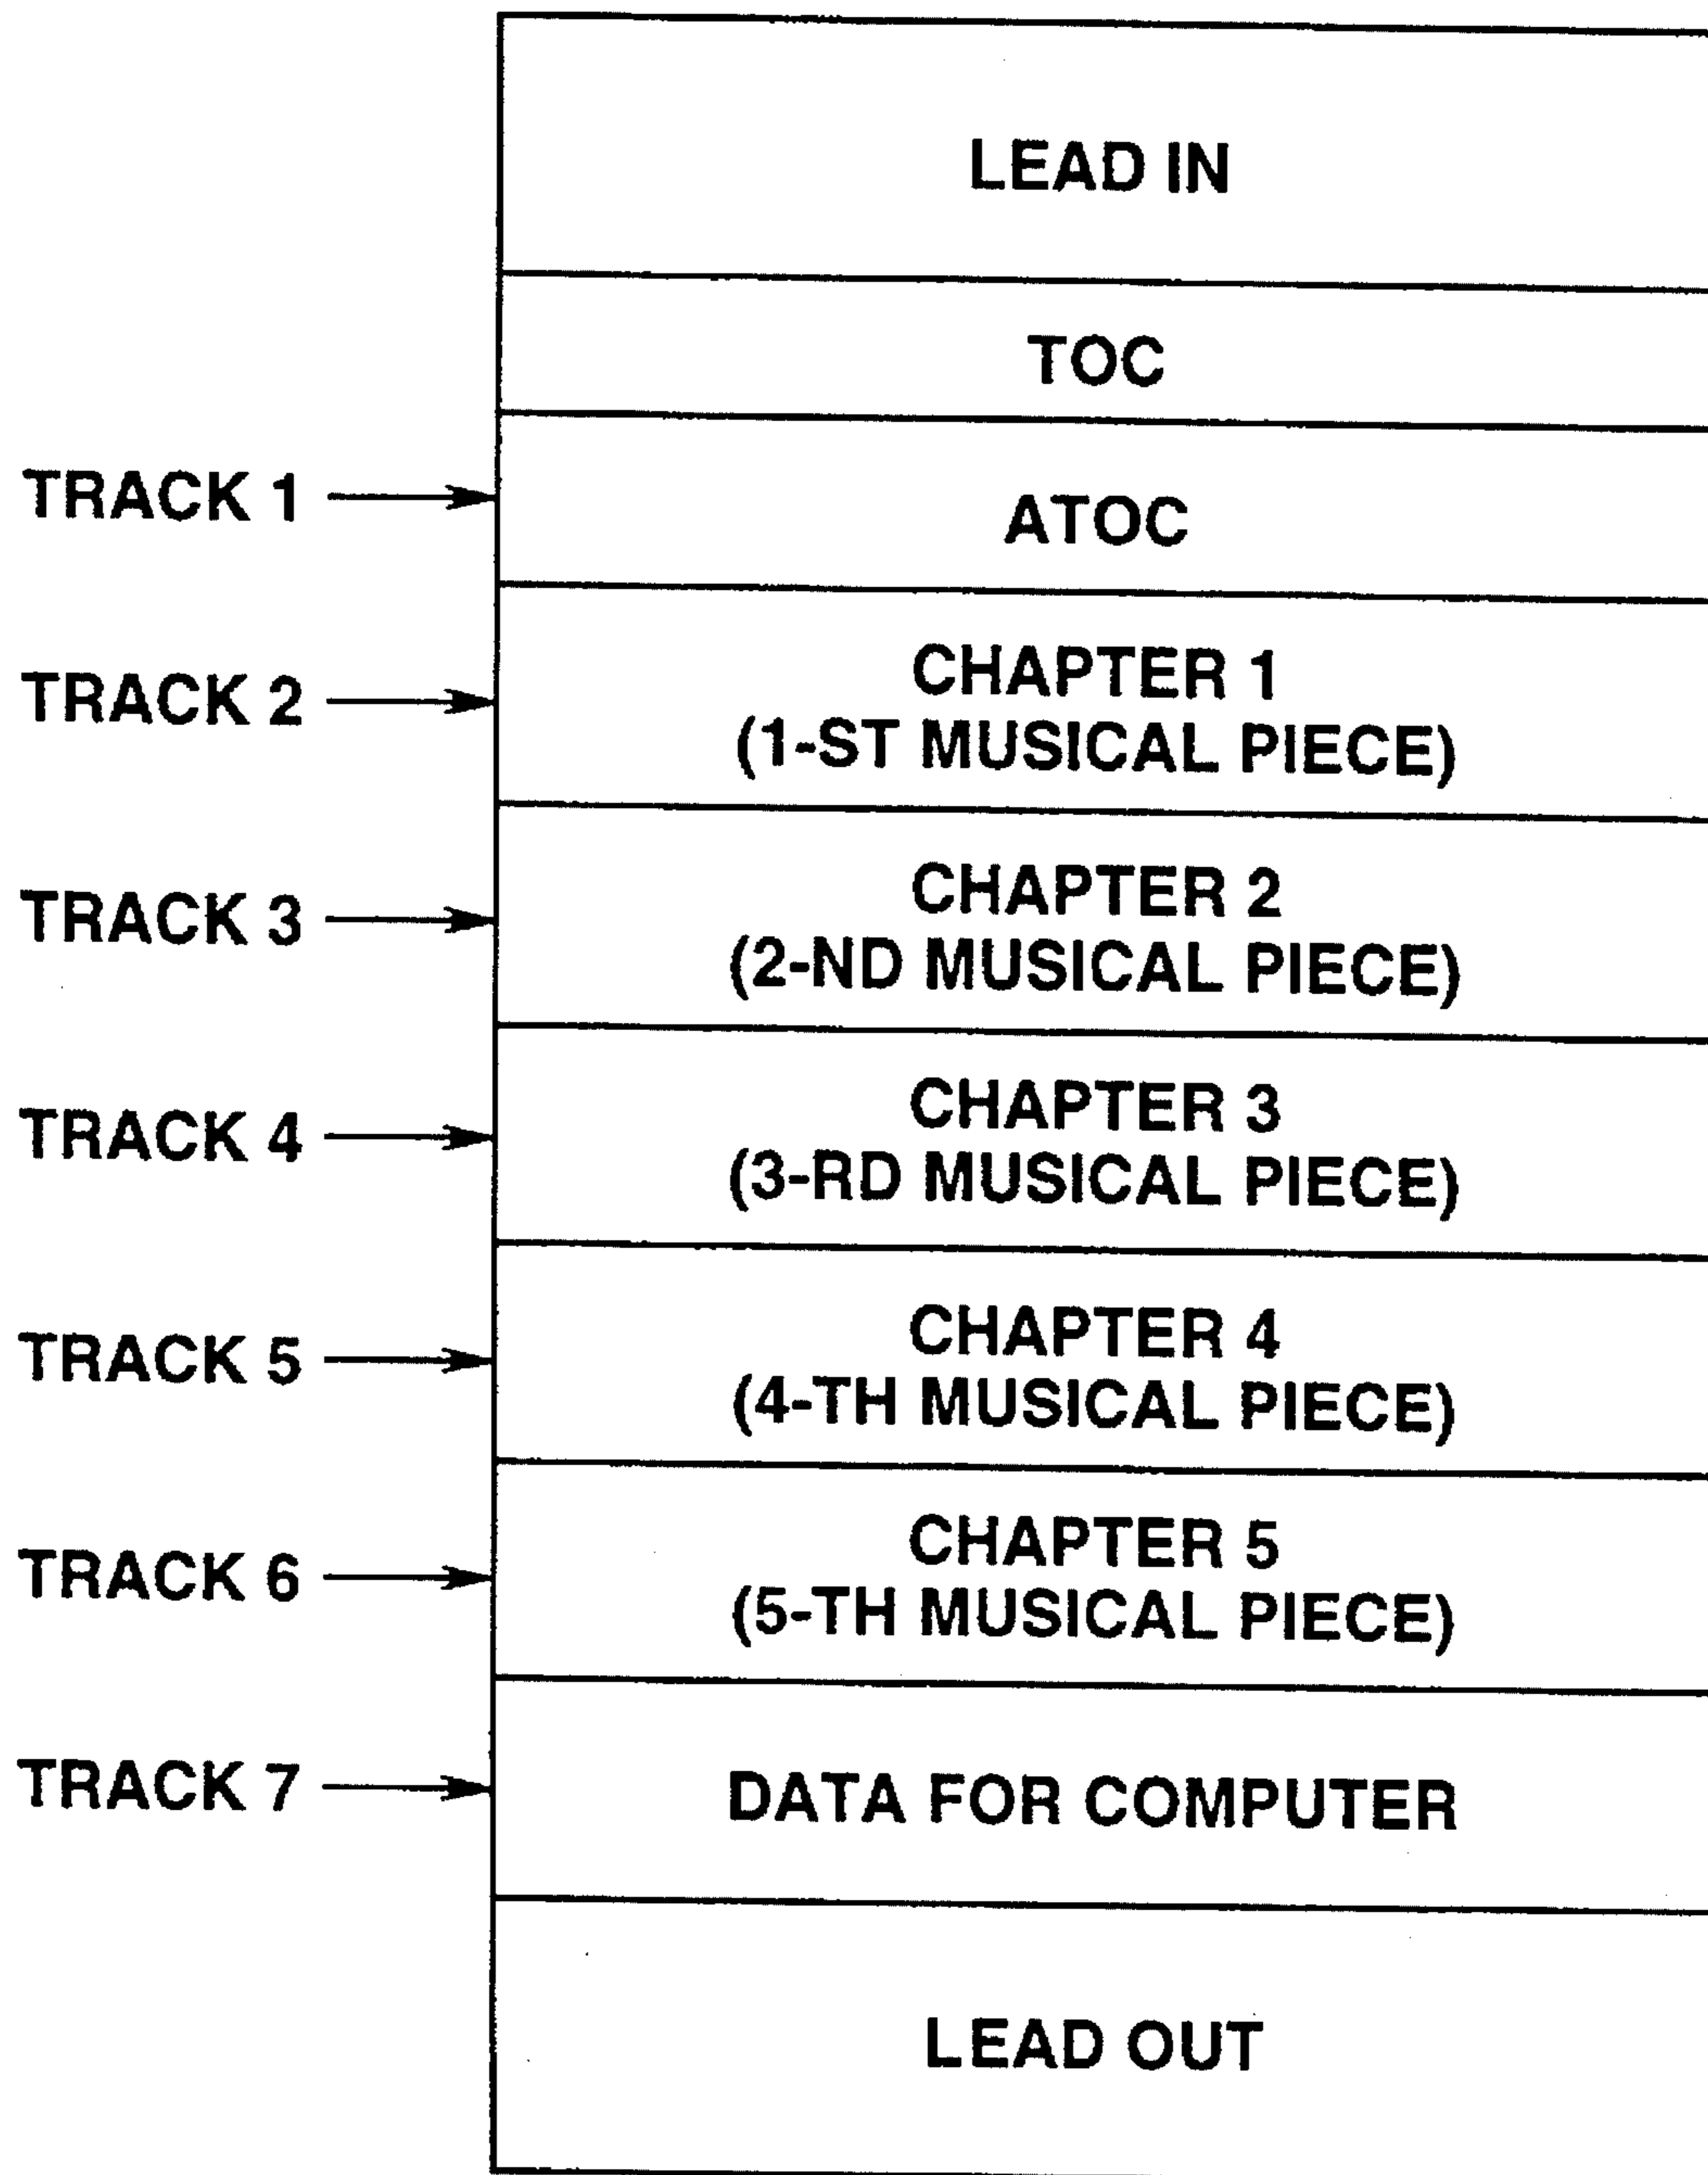 LEAD IN
TOC
TRACK 1
ATOC
TRACK 2
CHAPTER 1
(1-ST MUSICAL PIECE)
TRACK 3
CHAPTER 2
(2-ND MUSICAL PIECE)
TRACK 4
CHAPTER 3
(3-RD MUSICAL PIECE)
TRACK 5
CHAPTER 4
(4-TH MUSICAL PIECE)
TRACK 6
CHAPTER 5
(5-TH MUSICAL PIECE)
TRACK 7
DATA FOR COMPUTER
LEAD OUT